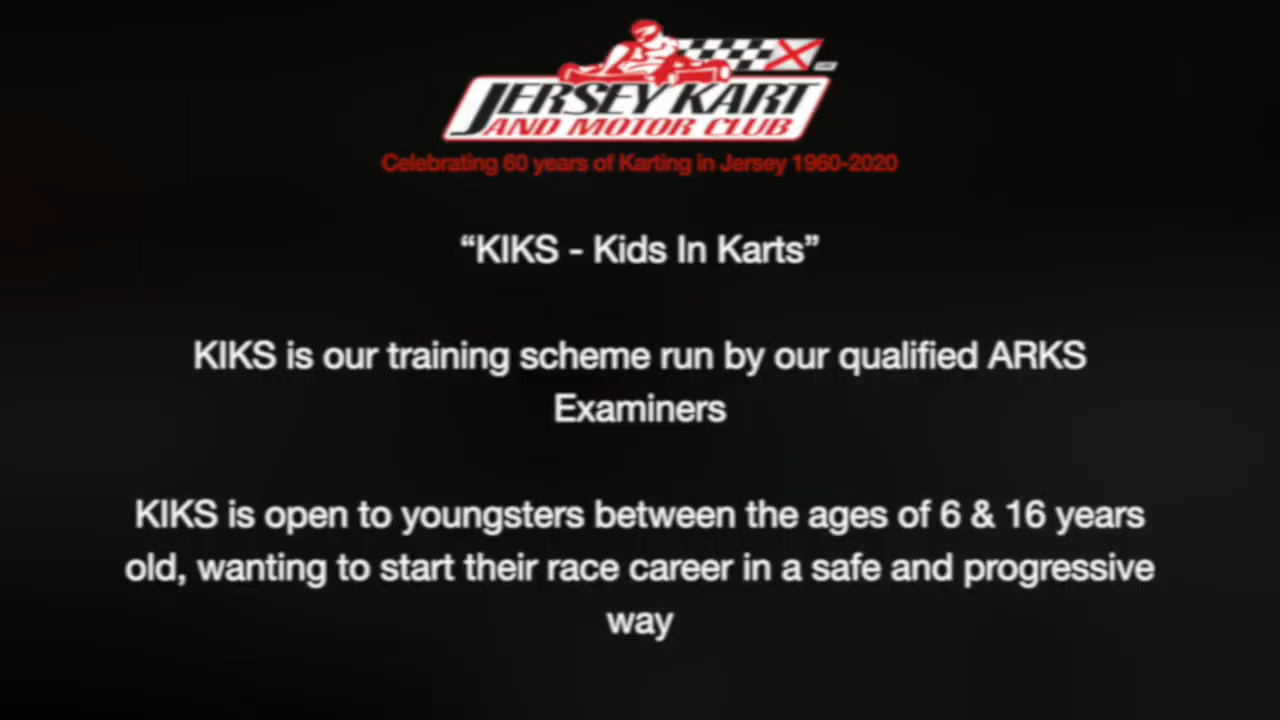 JERSEY KART
AND MOTOR CLUB
Celebrating 60 years of Karting in Jersey 1960-2020
“KIKS - Kids In Karts”
KIKS is our training scheme run by our qualified ARKS
Examiners
KIKS is open to youngsters between the ages of 6 & 16 years
old, wanting to start their race career in a safe and progressive
way